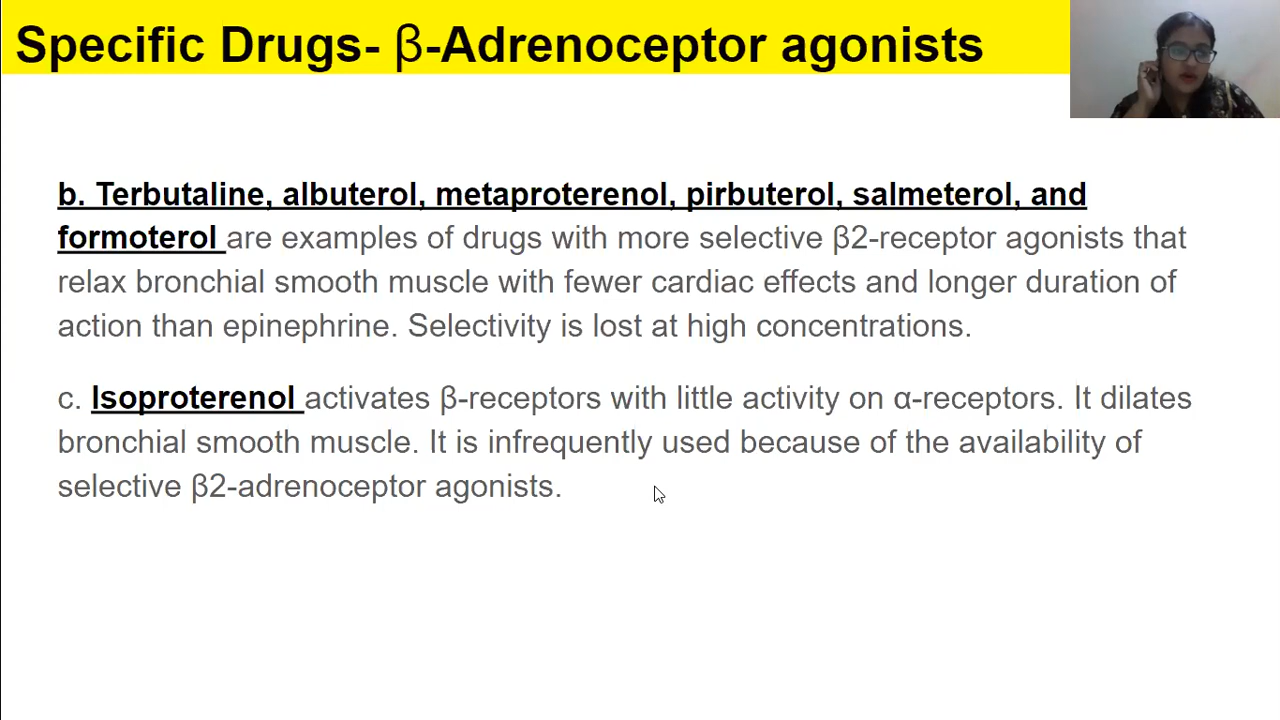 Specific Drugs- β-Adrenoceptor agonists
b. Terbutaline, albuterol, metaproterenol, pirbuterol, salmeterol, and
formoterol are examples of drugs with more selective β2-receptor agonists that
relax bronchial smooth muscle with fewer cardiac effects and longer duration of
action than epinephrine. Selectivity is lost at high concentrations.
c. Isoproterenol activates β-receptors with little activity on α-receptors. It dilates
bronchial smooth muscle. It is infrequently used because of the availability of
selective β2-adrenoceptor agonists.